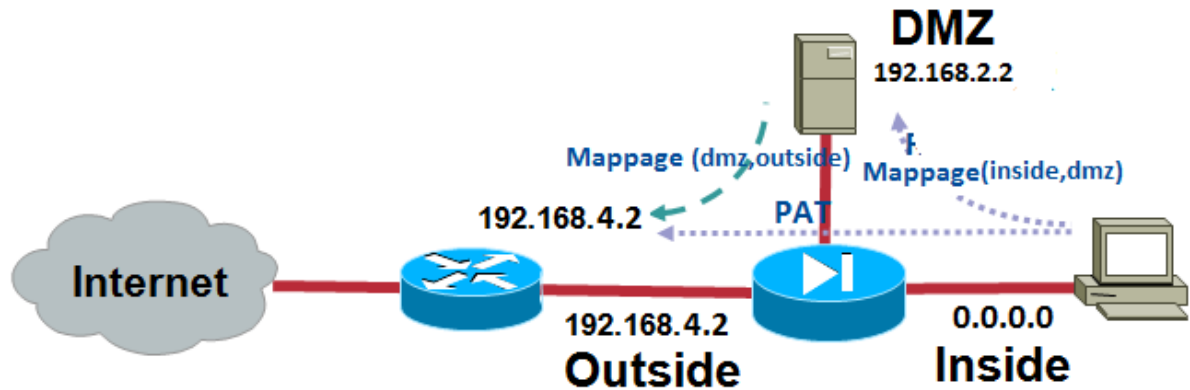 DMZ
192.168.2.2
Mappage (dmz,outside)
Mappage(inside,dmz)
192.168.4.2
PAT
Internet
192.168.4.2
0.0.0.0
Outside
Inside